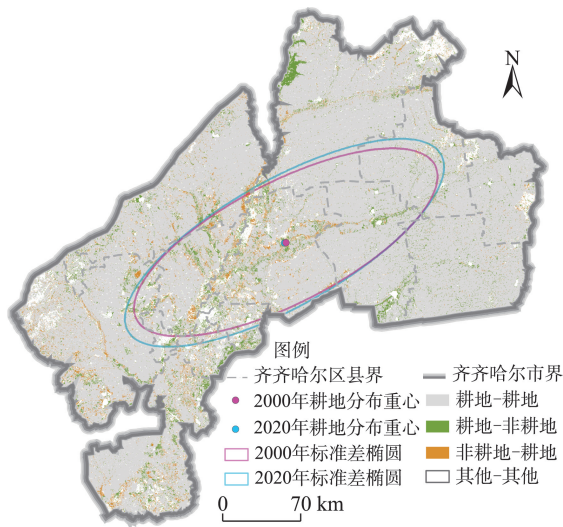 N
图例
齐齐哈尔区县界
齐齐哈尔市界
2000年耕地分布重心
耕地-耕地
2020年耕地分布重心
耕地-非耕地
2000年标准差椭圆
非耕地-耕地
2020年标准差椭圆
其他-其他
0 70 km